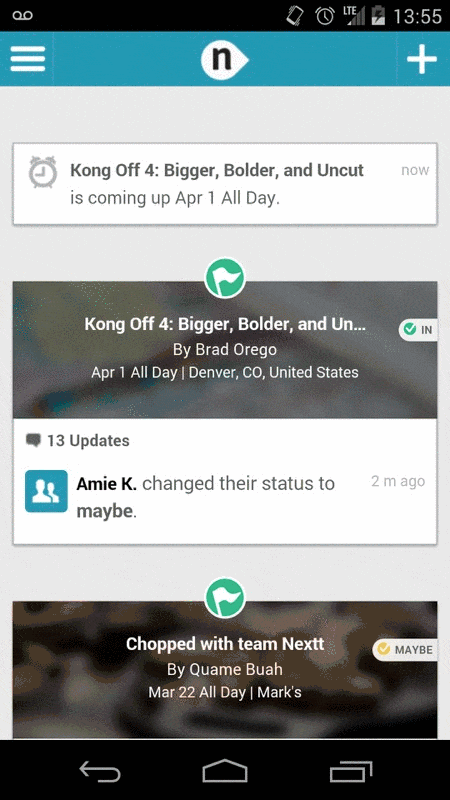 LTE 13:55
n
Kong Off 4: Bigger, Bolder, and Uncut now
is coming up Apr 1 All Day.
Kong Off 4: Bigger, Bolder, and Un...
IN
By Brad Orego
Apr 1 All Day | Denver, CO, United States
13 Updates
Amie K. changed their status to 2 m ago
maybe.
Chopped with team Nextt
MAYBE
By Quame Buah
Mar 22 All Day | Mark's